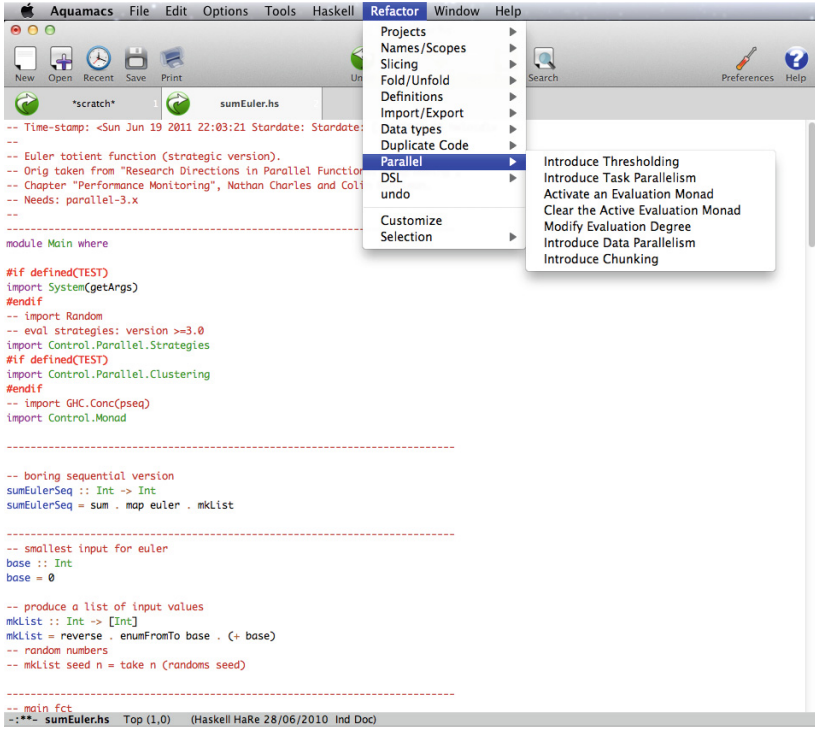 Aquamacs File Edit Options Tools Haskell Refactor Window Help
New Open Recent Save Print Un Search Preferences Help
*scratch* 1 sumEuler.hs
Projects
Names/Scopes
Slicing
Fold/Unfold
Definitions
Import/Export
Data types
Duplicate Code
Parallel
DSL
undo
Customize
Selection
Introduce Thresholding
Introduce Task Parallelism
Activate an Evaluation Monad
Clear the Active Evaluation Monad
Modify Evaluation Degree
Introduce Data Parallelism
Introduce Chunking
-- Time-stamp: <Sun Jun 19 2011 22:03:21 Stardate: Stardate:
--
-- Euler totient function (strategic version).
-- Orig taken from "Research Directions in Parallel Function
-- Chapter "Performance Monitoring", Nathan Charles and Coli
-- Needs: parallel-3.x
--
---------------------------------------------------------------------------
module Main where
#if defined(TEST)
import System(getArgs)
#endif
-- import Random
-- eval strategies: version >=3.0
import Control.Parallel.Strategies
#if defined(TEST)
import Control.Parallel.Clustering
#endif
-- import GHC.Conc(pseq)
import Control.Monad
---------------------------------------------------------------------------
-- boring sequential version
sumEulerSeq :: Int -> Int
sumEulerSeq = sum . map euler . mkList
---------------------------------------------------------------------------
-- smallest input for euler
base :: Int
base = 0
-- produce a list of input values
mkList :: Int -> [Int]
mkList = reverse . enumFromTo base . (+ base)
-- random numbers
-- mkList seed n = take n (randoms seed)
---------------------------------------------------------------------------
-- main fct
-:**- sumEuler.hs Top (1,0) (Haskell HaRe 28/06/2010 Ind Doc)